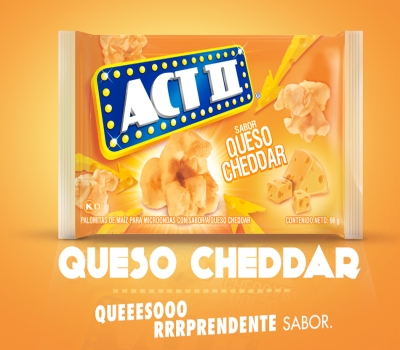 ACT II
SABOR
QUESO
CHEDDAR
PALOMITAS DE MAÍZ PARA MICROONDAS CON SABOR A QUESO CHEDDAR
CONTENIDO NETO: 90 g
QUESO CHEDDAR
QUEEESOOO
RRRPRENDENTE SABOR.